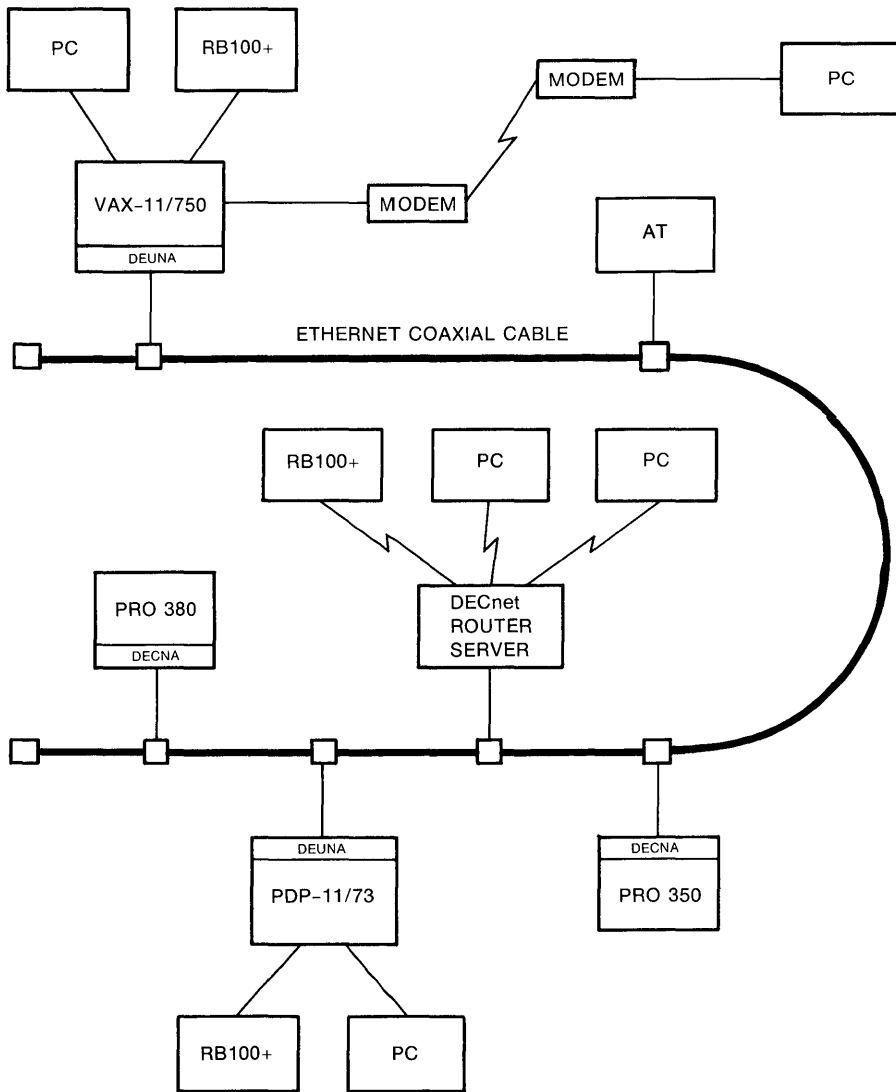 PC
RB100+
MODEM
PC
VAX-11/750
MODEM
DEUNA
AT
ETHERNET COAXIAL CABLE
RB100+
PC
PC
PRO 380
DECNA
DECnet
ROUTER
SERVER
DEUNA
PDP-11/73
DECNA
PRO 350
RB100+
PC